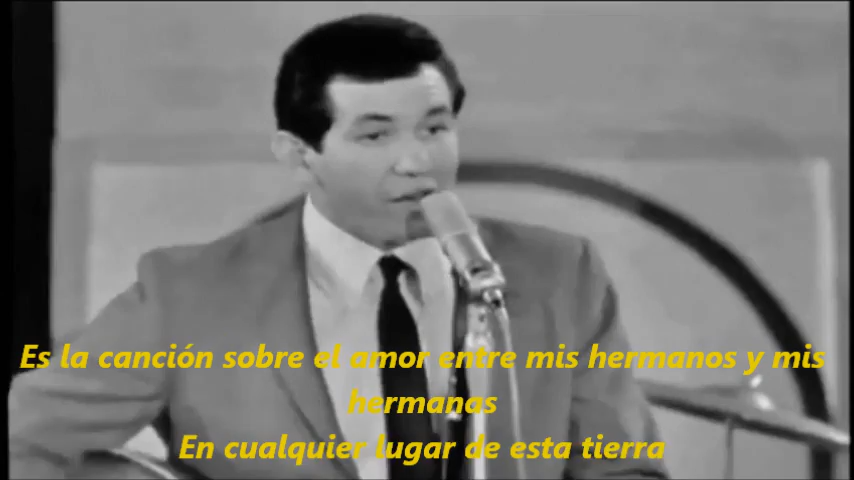 Es la canción sobre el amor entre mis hermanos y mis
hermanas
En cualquier lugar de esta tierra